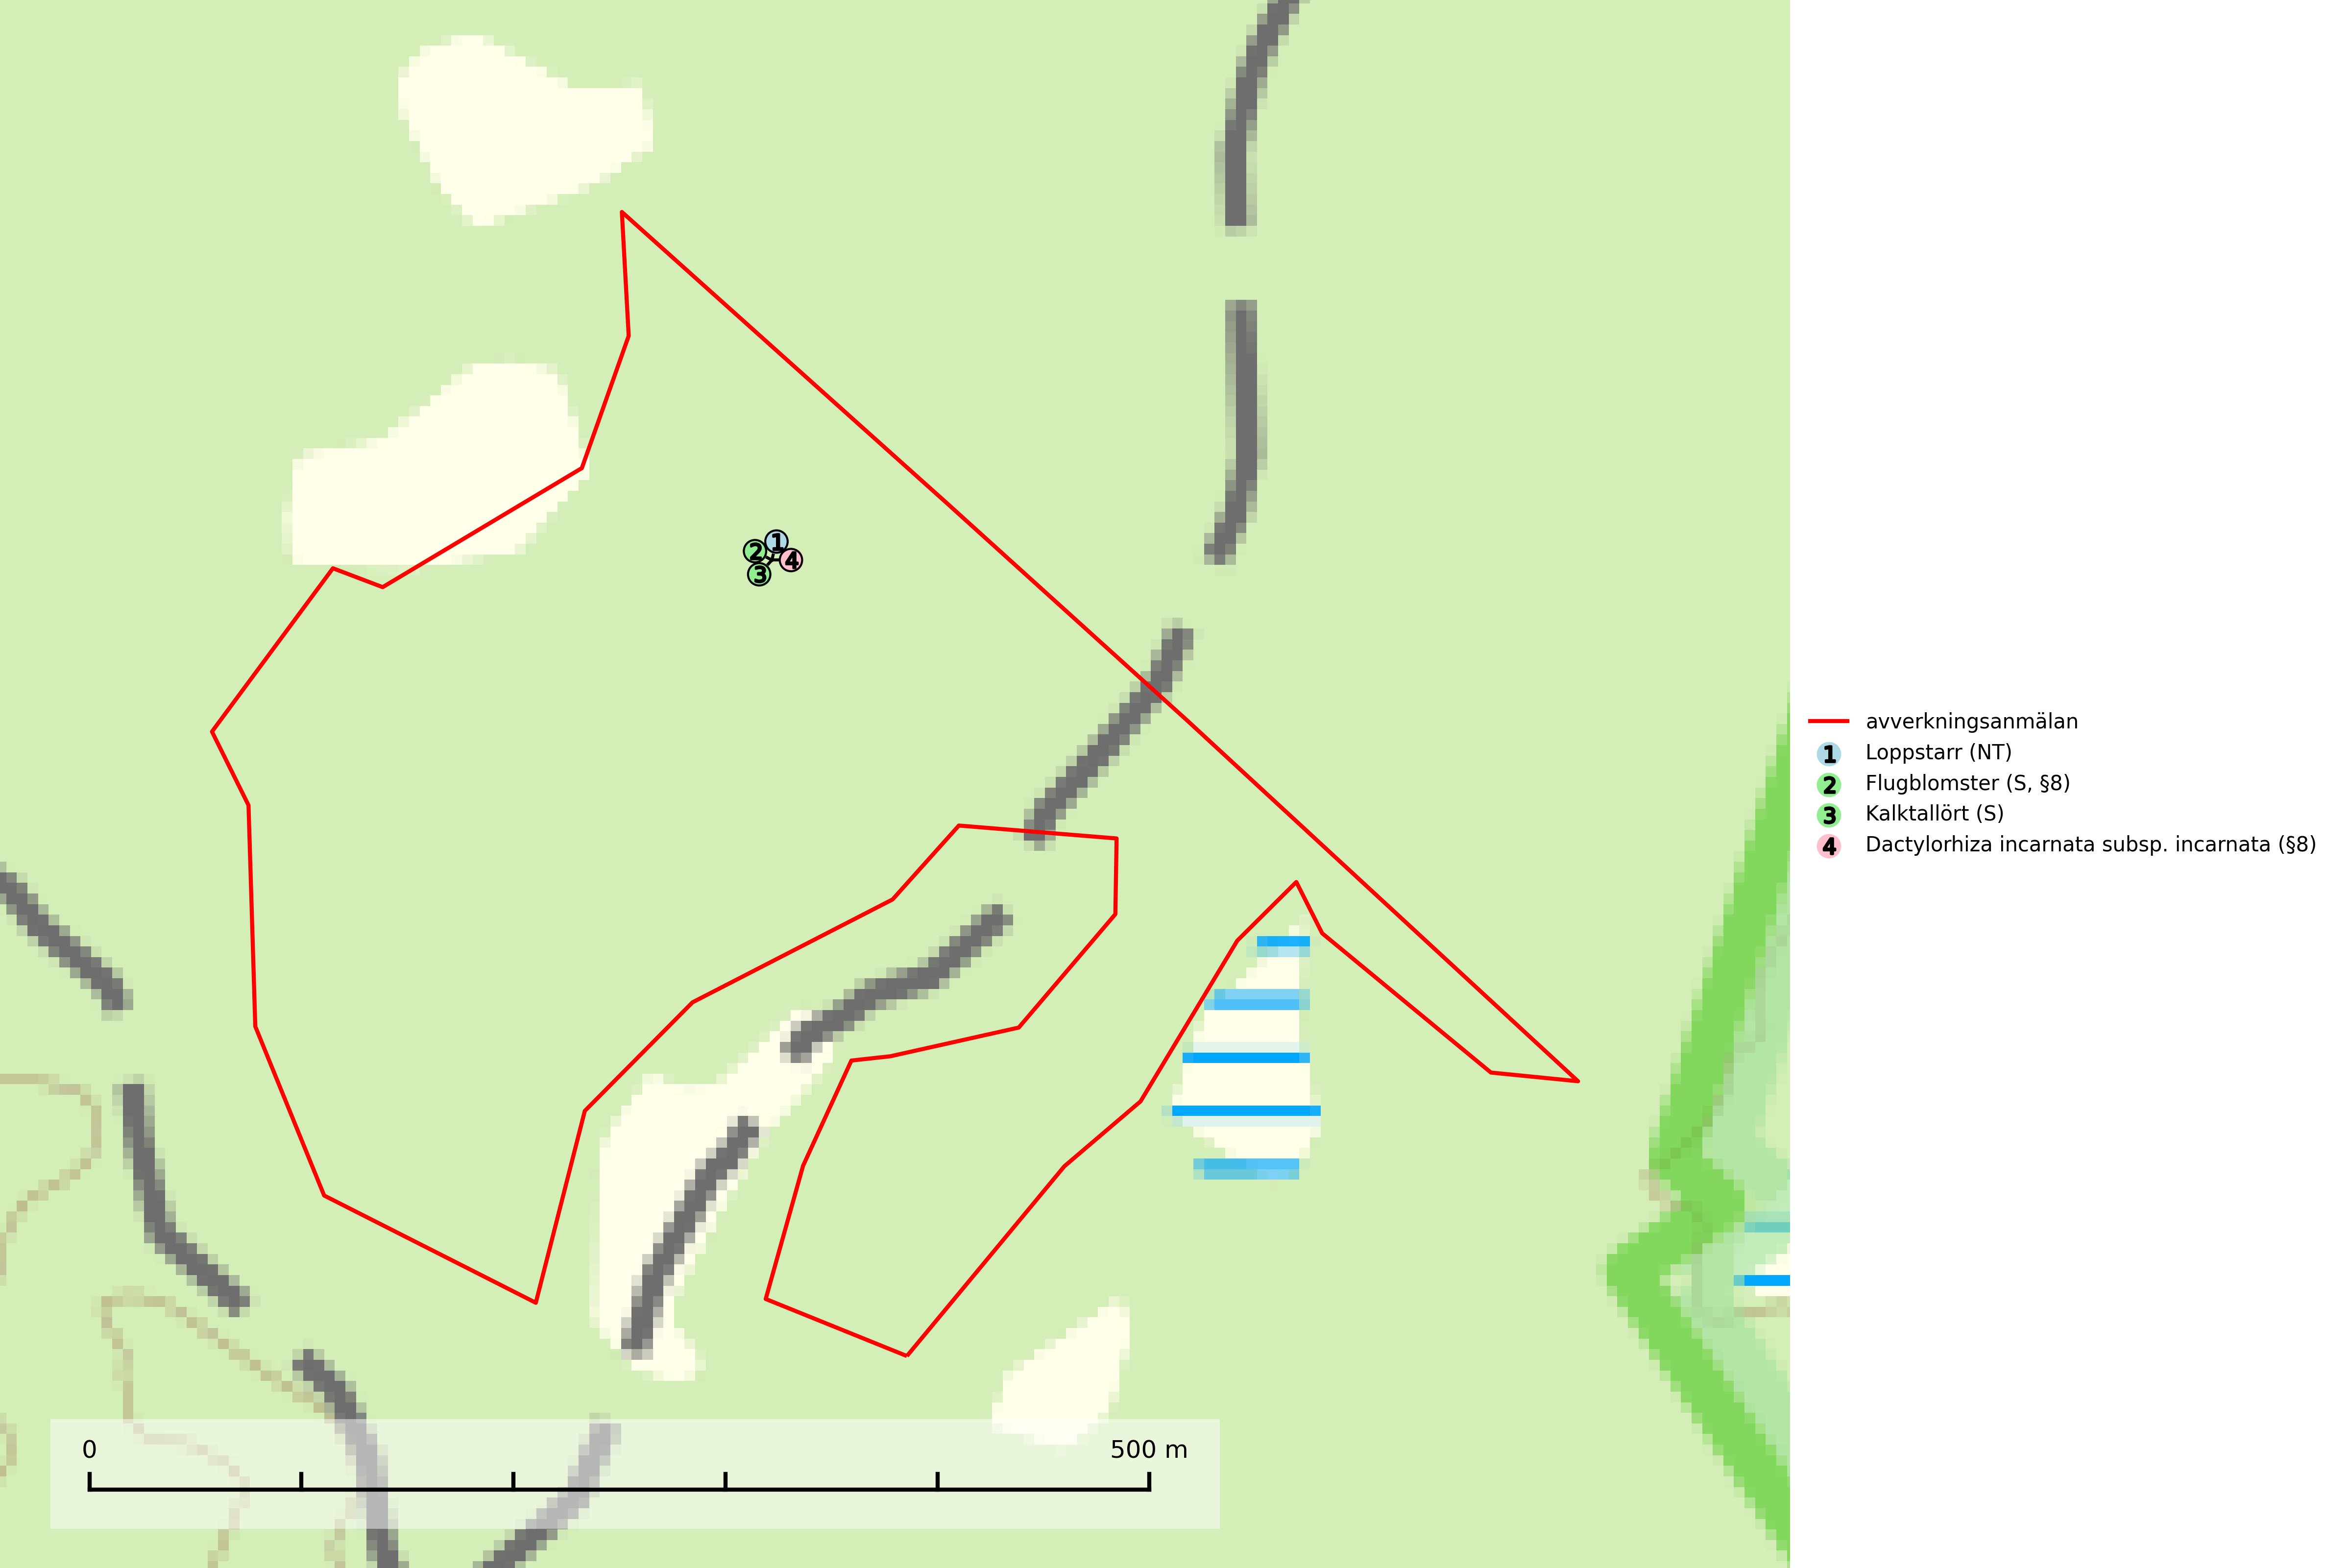 1
2
4
3
avverkningsanmälan
1 Loppstarr (NT)
2 Flugblomster (S, §8)
3 Kalktallört (S)
4 Dactylorhiza incarnata subsp. incarnata (§8)
0 500 m